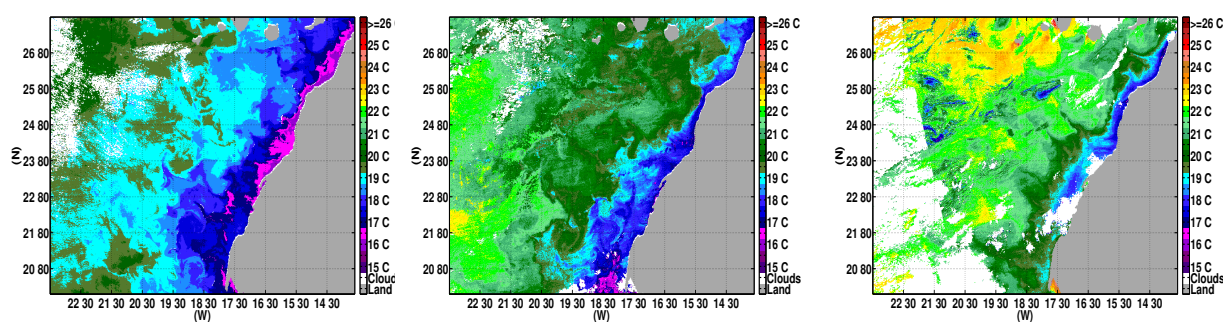 >=26 C
25 C
24 C
23 C
22 C
21 C
20 C
19 C
18 C
17 C
16 C
15 C
Clouds
Land
26 80
25 80
24 80
23 80
22 80
21 80
20 80
(N)
22 30 21 30 20 30 19 30 18 30 17 30 16 30 15 30 14 30
(W)
>=26 C
25 C
24 C
23 C
22 C
21 C
20 C
19 C
18 C
17 C
16 C
15 C
Clouds
Land
26 80
25 80
24 80
23 80
22 80
21 80
20 80
(N)
22 30 21 30 20 30 19 30 18 30 17 30 16 30 15 30 14 30
(W)
>=26 C
25 C
24 C
23 C
22 C
21 C
20 C
19 C
18 C
17 C
16 C
15 C
Clouds
Land
26 80
25 80
24 80
23 80
22 80
21 80
20 80
(N)
22 30 21 30 20 30 19 30 18 30 17 30 16 30 15 30 14 30
(W)